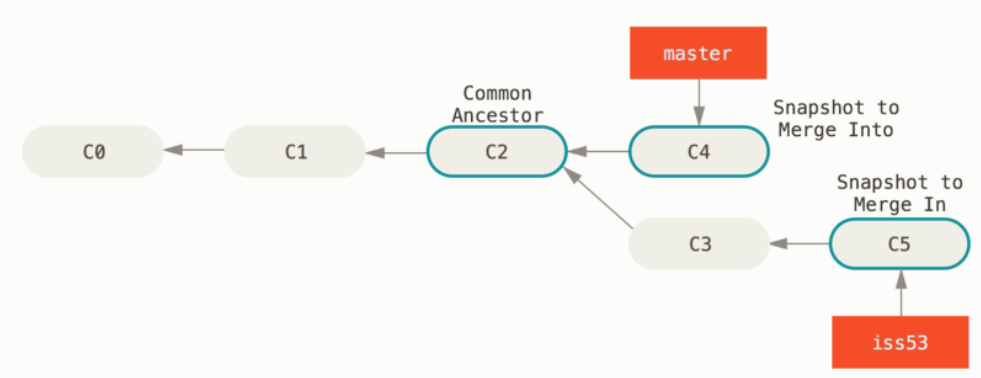 master
Common
Ancestor
Snapshot to
Merge Into
C0
C1
C2
C4
Snapshot to
Merge In
C3
C5
iss53